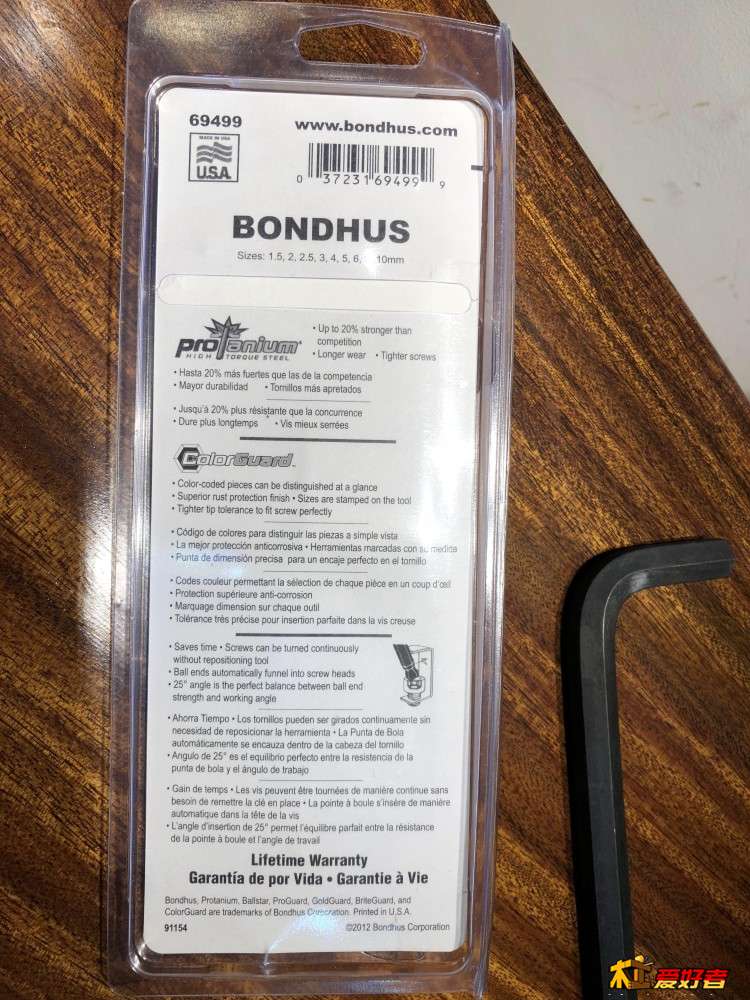 69499
www.bondhus.com
MADE IN USA
U.S.A.
0 37231 69499 9
BONDHUS
Sizes: 1.5, 2, 2.5, 3, 4, 5, 6, 10mm
proTanium
HIGH TORQUE STEEL
• Up to 20% stronger than
competition
• Longer wear • Tighter screws
• Hasta 20% más fuertes que las de la competencia
• Mayor durabilidad • Tornillos más apretados
• Jusqu'à 20% plus résistante que la concurrence
• Dure plus longtemps • Vis mieux serrées
ColorGuard™
• Color-coded pieces can be distinguished at a glance
• Superior rust protection finish • Sizes are stamped on the tool
• Tighter tip tolerance to fit screw perfectly
• Código de colores para distinguir las piezas a simple vista
• La mejor protección anticorrosiva • Herramientas marcadas con su medida
• Punta de dimensión precisa para un encaje perfecto en el tornillo
• Codes couleur permettant la sélection de chaque pièce en un coup d'œil
• Protection supérieure anti-corrosion
• Marquage dimension sur chaque outil
• Tolérance très précise pour insertion parfaite dans la vis creuse
• Saves time • Screws can be turned continuously
without repositioning tool
• Ball ends automatically funnel into screw heads
• 25° angle is the perfect balance between ball end
strength and working angle
• Ahorra Tiempo • Los tornillos pueden ser girados continuamente sin
necesidad de reposicionar la herramienta • La Punta de Bola
automáticamente se encauza dentro de la cabeza del tornillo
• Angulo de 25° es el equilibrio perfecto entre la resistencia de la
punta de bola y el ángulo de trabajo
• Gain de temps • Les vis peuvent être tournées de manière continue sans
besoin de remettre la clé en place • La pointe à boule s'insère de manière
automatique dans la tête de la vis
• L'angle d'insertion de 25° permet l'équilibre parfait entre la résistance
de la pointe à boule et l'angle de travail
Lifetime Warranty
Garantía de por Vida • Garantie à Vie
Bondhus, Protanium, Ballstar, ProGuard, GoldGuard, BriteGuard, and
ColorGuard are trademarks of Bondhus Corporation. Printed in U.S.A.
91154 ©2012 Bondhus Corporation
爱好者